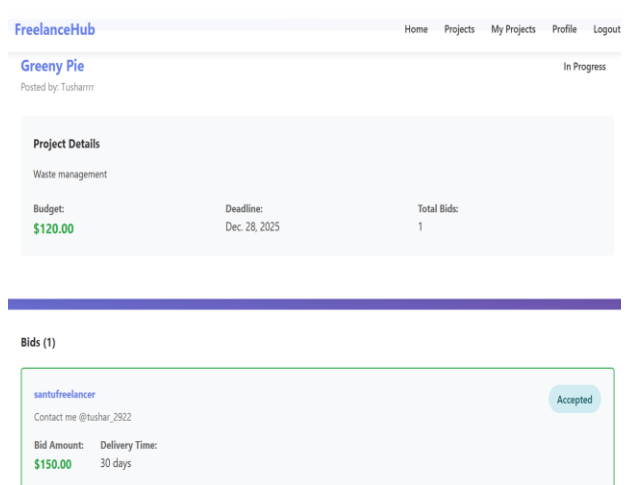 FreelanceHub Home Projects My Projects Profile Logout
Greeny Pie In Progress
Posted by: Tusharrrr
Project Details
Waste management
Budget: Deadline: Total Bids:
$120.00 Dec. 28, 2025 1
Bids (1)
santufreelancer Accepted
Contact me @tushar_2922
Bid Amount: Delivery Time:
$150.00 30 days